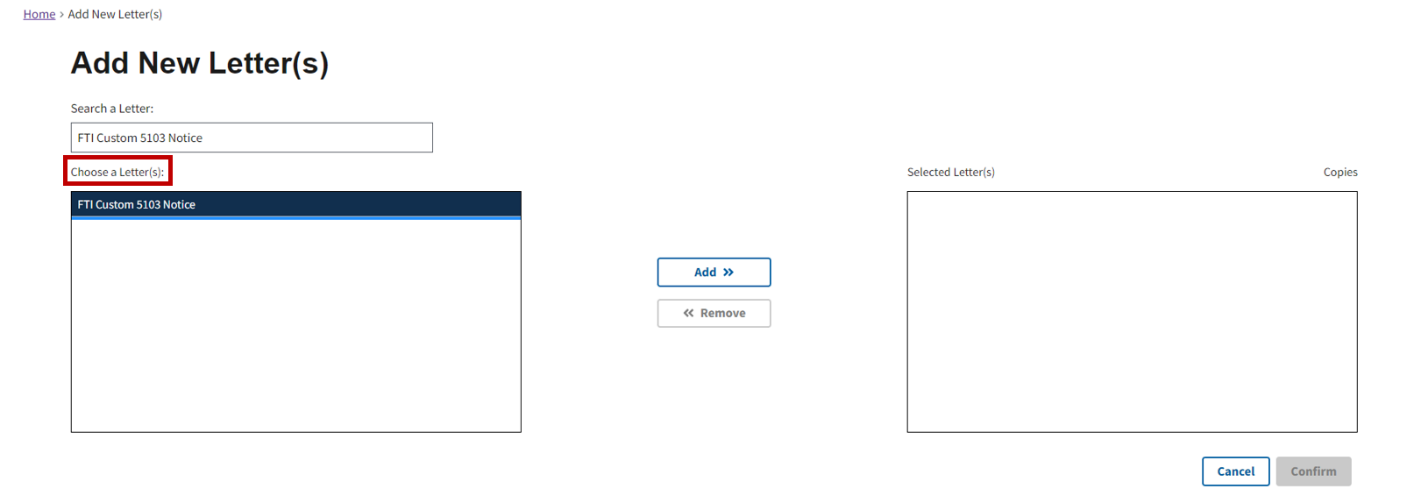 Home > Add New Letter(s)
Add New Letter(s)
Search a Letter:
FTI Custom 5103 Notice
Choose a Letter(s):
FTI Custom 5103 Notice
Add »
« Remove
Selected Letter(s) Copies
Cancel Confirm